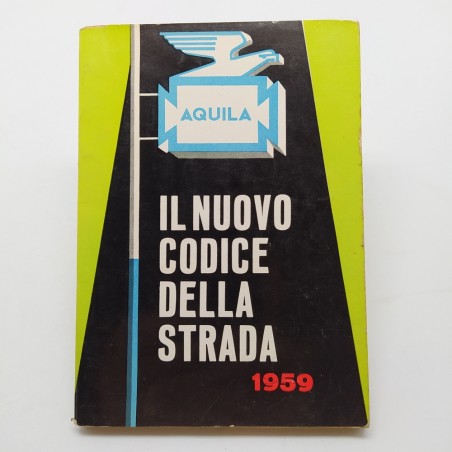 AQUILA
IL NUOVO
CODICE
DELLA
STRADA
1959